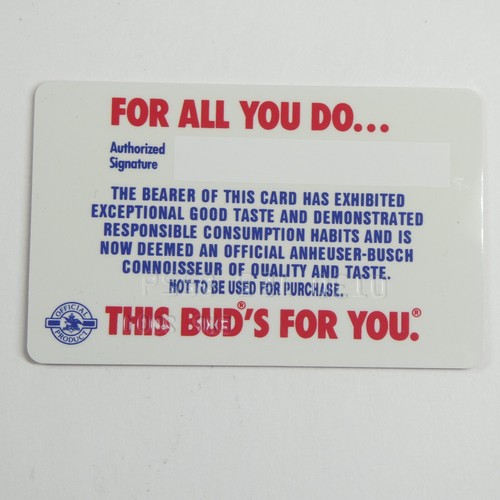 FOR ALL YOU DO...
Authorized
Signature
THE BEARER OF THIS CARD HAS EXHIBITED
EXCEPTIONAL GOOD TASTE AND DEMONSTRATED
RESPONSIBLE CONSUMPTION HABITS AND IS
NOW DEEMED AN OFFICIAL ANHEUSER-BUSCH
CONNOISSEUR OF QUALITY AND TASTE.
NOT TO BE USED FOR PURCHASE.
OFFICIAL
PRODUCT
THIS BUD®'S FOR YOU.®